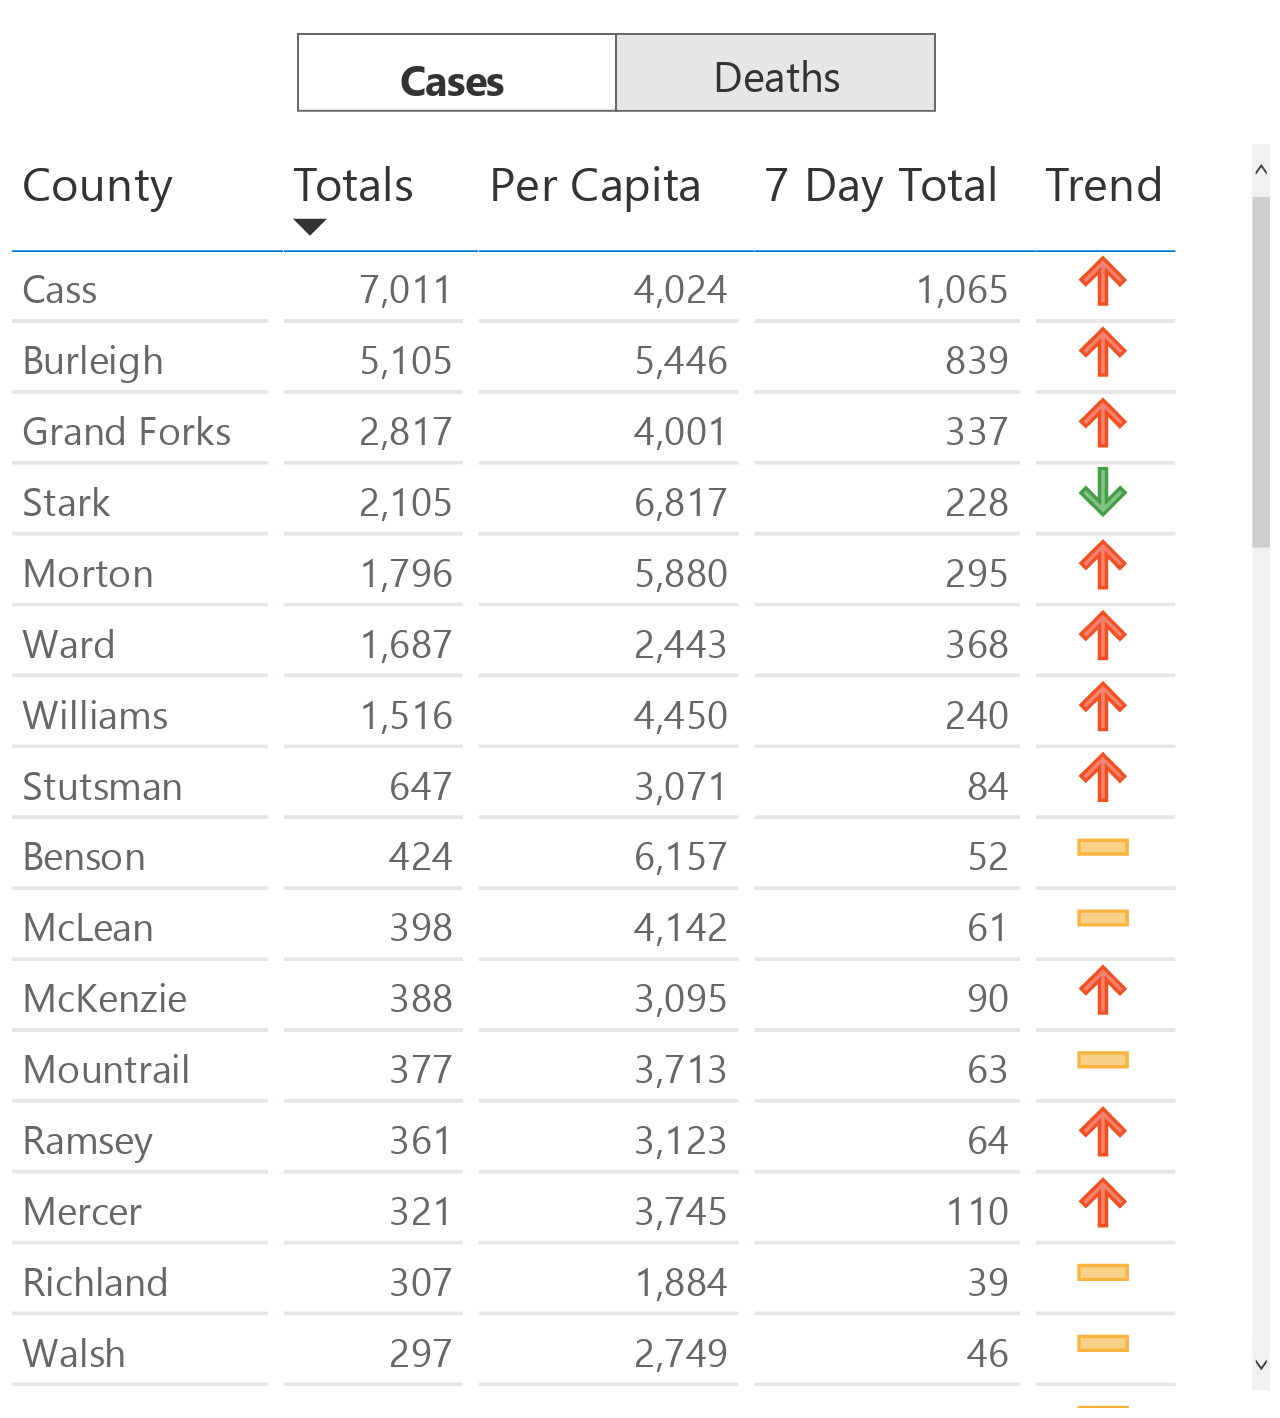 Cases Deaths
County Totals Per Capita 7 Day Total Trend
Cass 7,011 4,024 1,065
Burleigh 5,105 5,446 839
Grand Forks 2,817 4,001 337
Stark 2,105 6,817 228
Morton 1,796 5,880 295
Ward 1,687 2,443 368
Williams 1,516 4,450 240
Stutsman 647 3,071 84
Benson 424 6,157 52
McLean 398 4,142 61
McKenzie 388 3,095 90
Mountrail 377 3,713 63
Ramsey 361 3,123 64
Mercer 321 3,745 110
Richland 307 1,884 39
Walsh 297 2,749 46